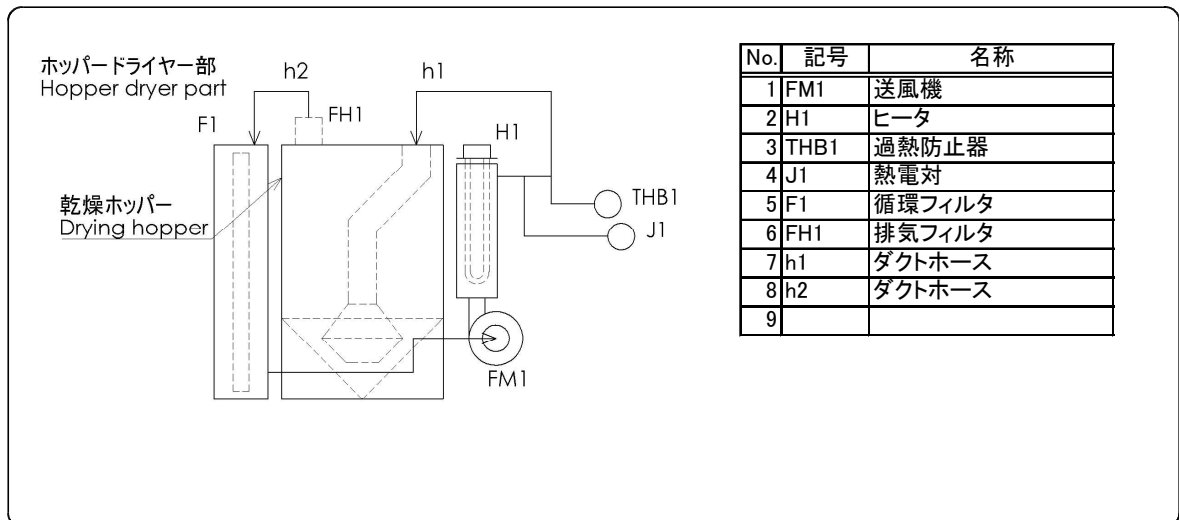 ホッパードライヤー部
Hopper dryer part
h2
h1
F1
FH1
H1
乾燥ホッパー
Drying hopper
THB1
J1
FM1
No. 記号 名称
1 FM1 送風機
2 H1 ヒータ
3 THB1 過熱防止器
4 J1 熱電対
5 F1 循環フィルタ
6 FH1 排気フィルタ
7 h1 ダクトホース
8 h2 ダクトホース
9